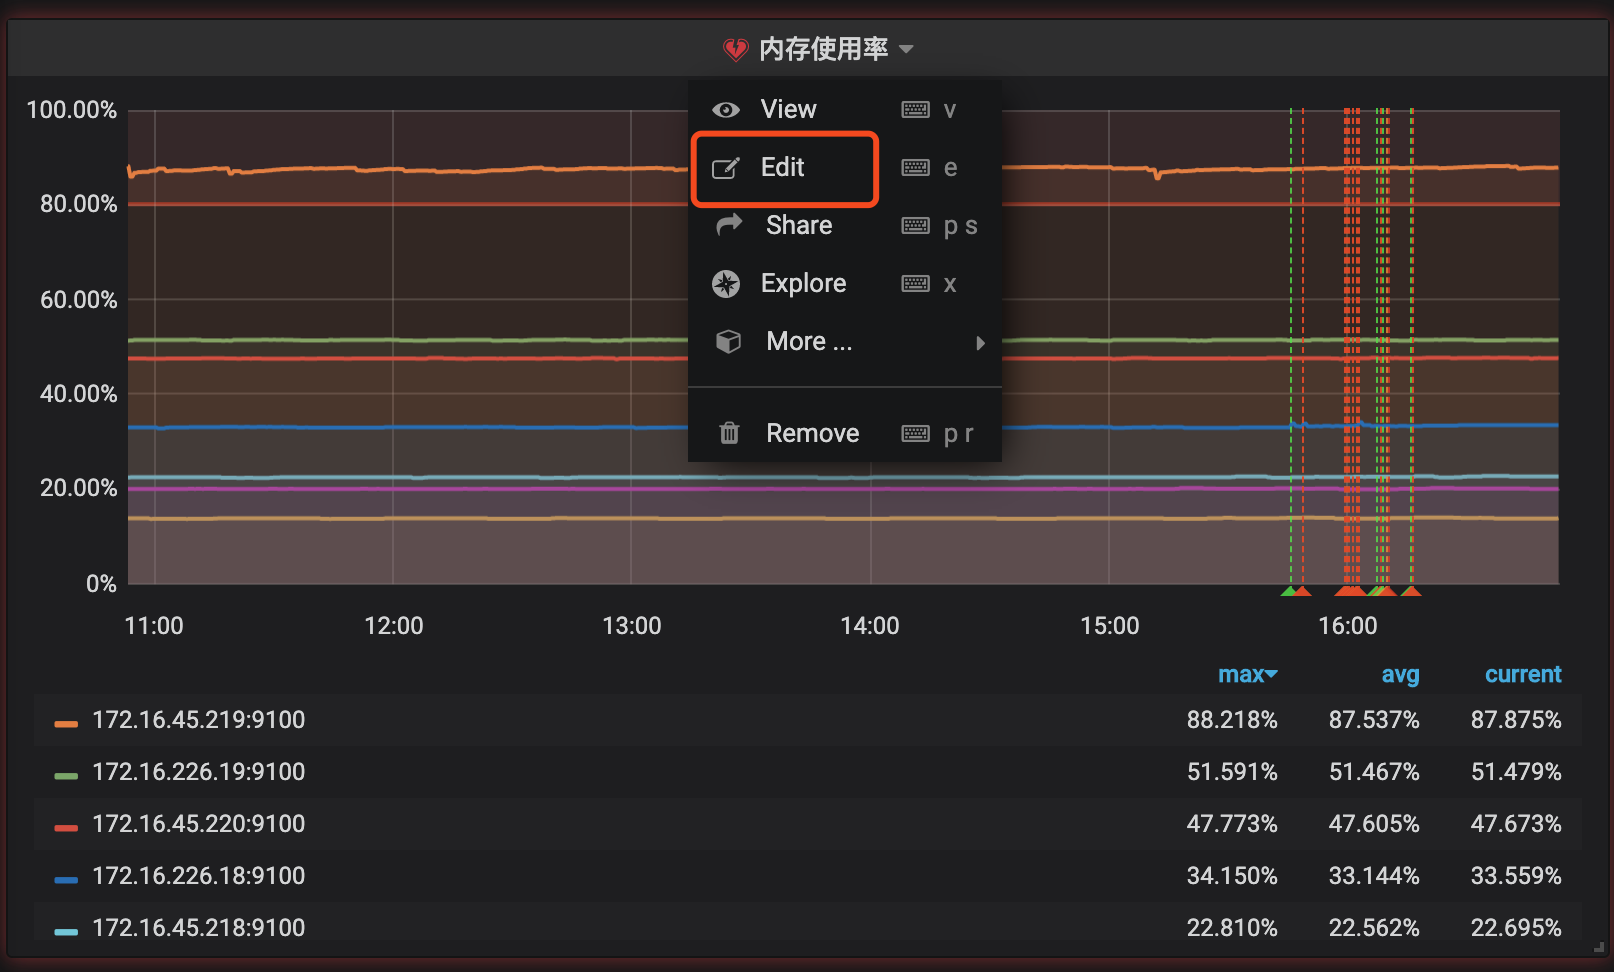 内存使用率
View v
Edit e
Share p s
Explore x
More ...
Remove p r
100.00%
80.00%
60.00%
40.00%
20.00%
0%
11:00 12:00 13:00 14:00 15:00 16:00
max avg current
172.16.45.219:9100 88.218% 87.537% 87.875%
172.16.226.19:9100 51.591% 51.467% 51.479%
172.16.45.220:9100 47.773% 47.605% 47.673%
172.16.226.18:9100 34.150% 33.144% 33.559%
172.16.45.218:9100 22.810% 22.562% 22.695%